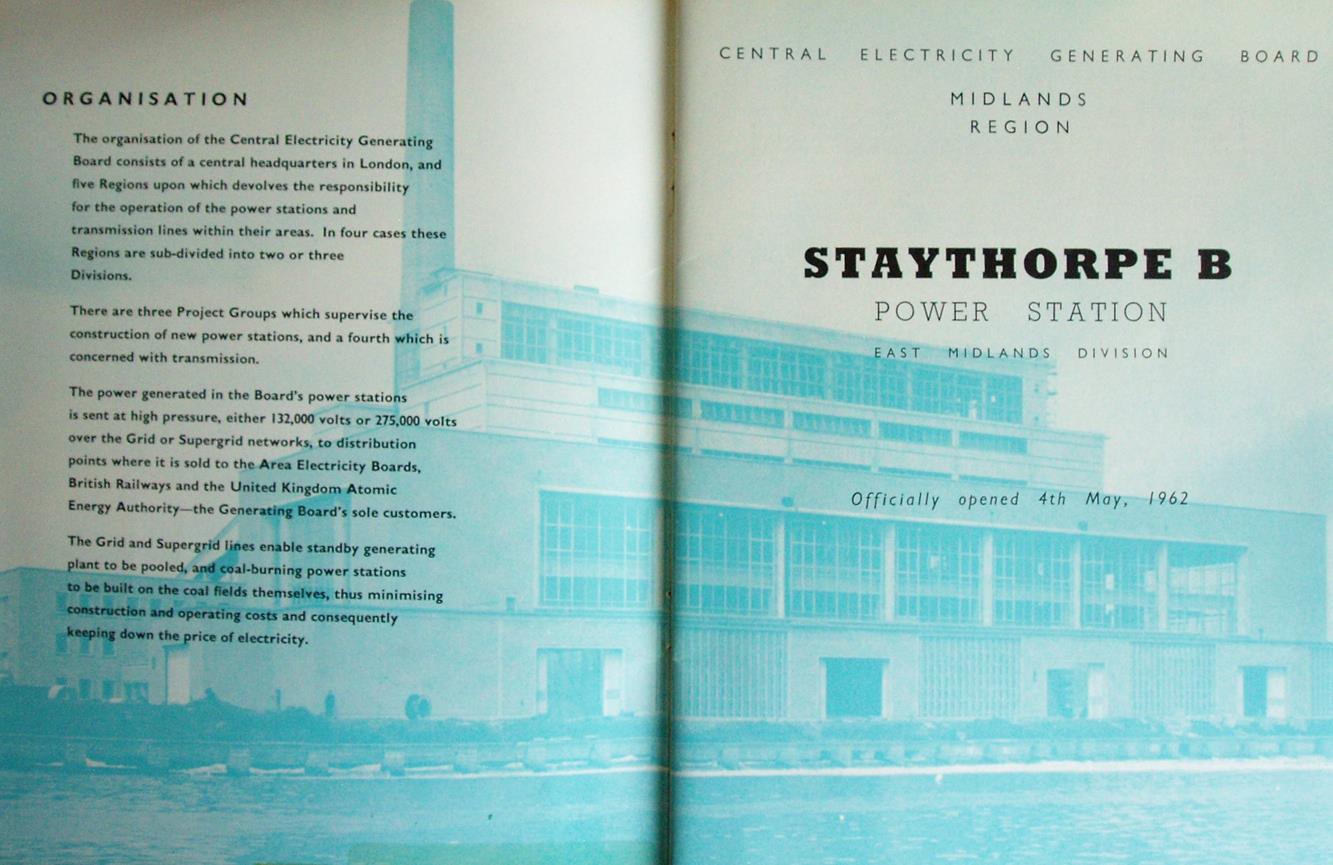 ORGANISATION
The organisation of the Central Electricity Generating
Board consists of a central headquarters in London, and
five Regions upon which devolves the responsibility
for the operation of the power stations and
transmission lines within their areas. In four cases these
Regions are sub-divided into two or three
Divisions.
There are three Project Groups which supervise the
construction of new power stations, and a fourth which is
concerned with transmission.
The power generated in the Board's power stations
is sent at high pressure, either 132,000 volts or 275,000 volts
over the Grid or Supergrid networks, to distribution
points where it is sold to the Area Electricity Boards,
British Railways and the United Kingdom Atomic
Energy Authority—the Generating Board's sole customers.
The Grid and Supergrid lines enable standby generating
plant to be pooled, and coal-burning power stations
to be built on the coal fields themselves, thus minimising
construction and operating costs and consequently
keeping down the price of electricity.
CENTRAL ELECTRICITY GENERATING BOARD
MIDLANDS
REGION
STAYTHORPE B
POWER STATION
EAST MIDLANDS DIVISION
Officially opened 4th May, 1962